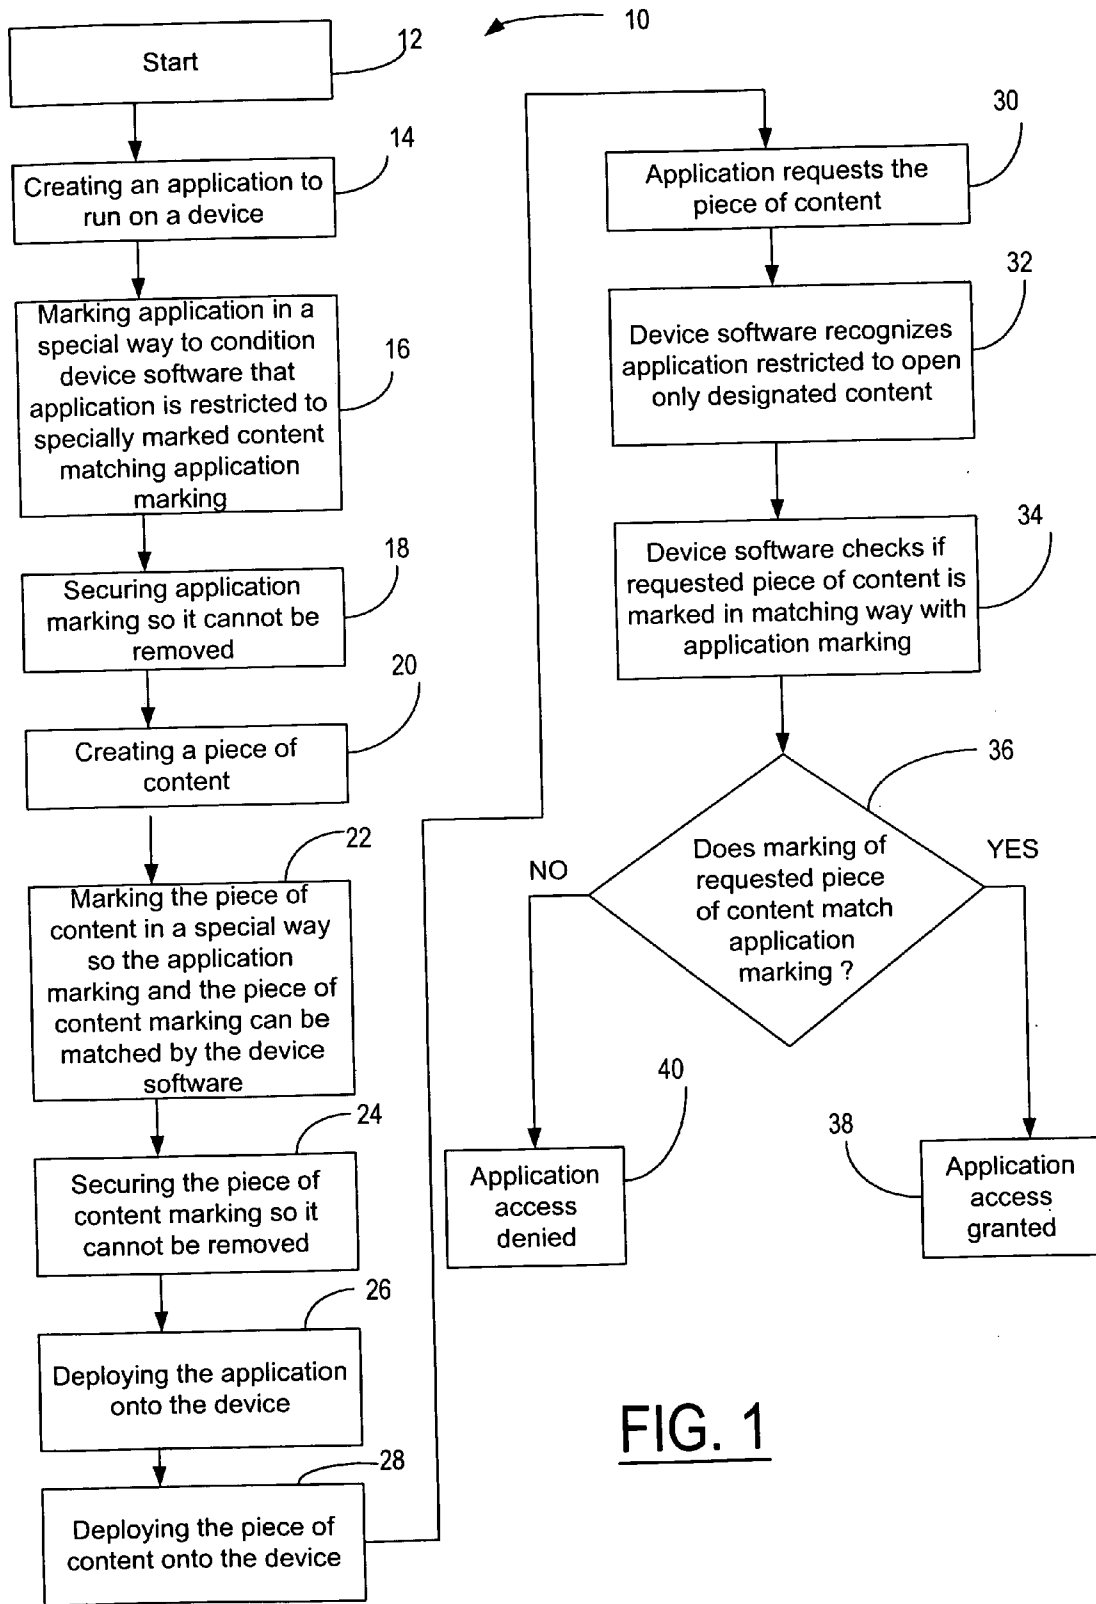 10
Start
12
Creating an application to
run on a device
14
Marking application in a
special way to condition
device software that
application is restricted to
specially marked content
matching application
marking
16
Securing application
marking so it cannot be
removed
18
Creating a piece of
content
20
Marking the piece of
content in a special way
so the application
marking and the piece of
content marking can be
matched by the device
software
22
Securing the piece of
content marking so it
cannot be removed
24
Deploying the application
onto the device
26
Deploying the piece of
content onto the device
28
Application requests the
piece of content
30
Device software recognizes
application restricted to open
only designated content
32
Device software checks if
requested piece of content is
marked in matching way with
application marking
34
Does marking of
requested piece
of content match
application
marking ?
36
NO
YES
Application
access
denied
40
Application
access
granted
38
FIG. 1